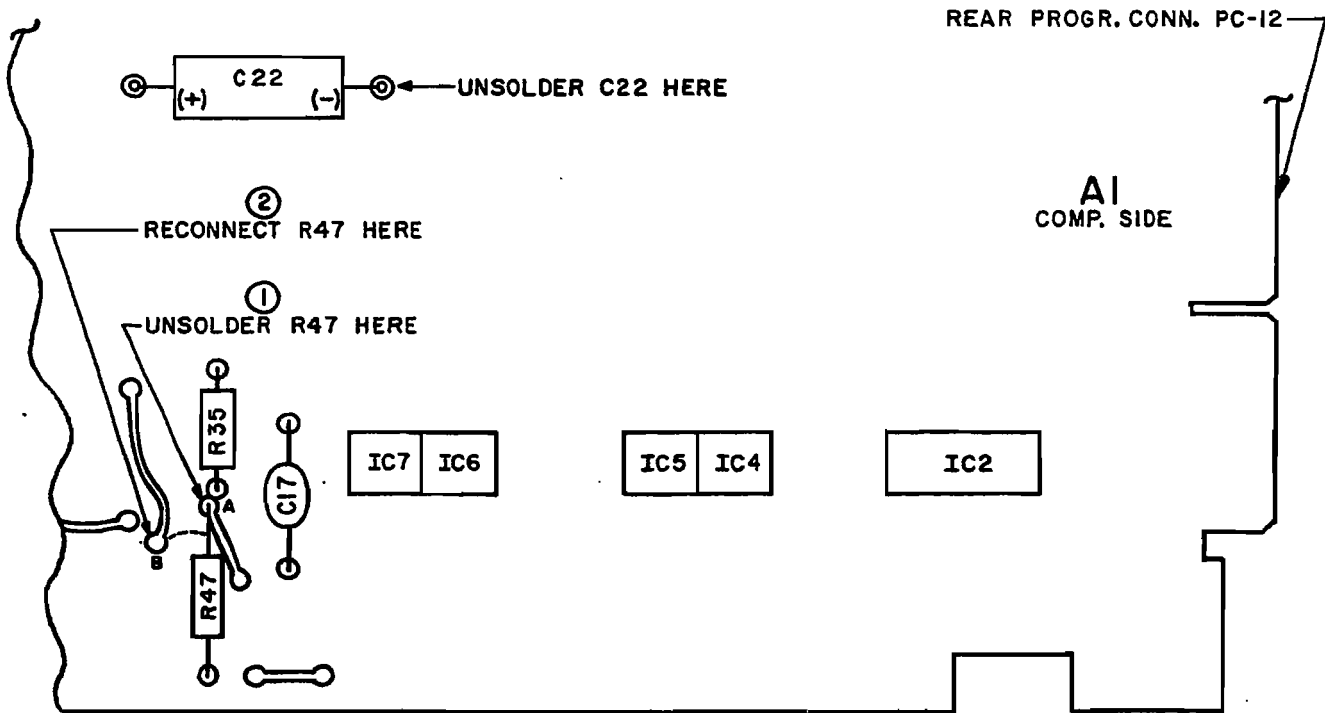 REAR PROGR. CONN. PC-12
C22
(+) (-)
UNSOLDER C22 HERE
A1
COMP. SIDE
2
RECONNECT R47 HERE
1
UNSOLDER R47 HERE
R35
C17
IC7 IC6
IC5 IC4
IC2
A
B
R47